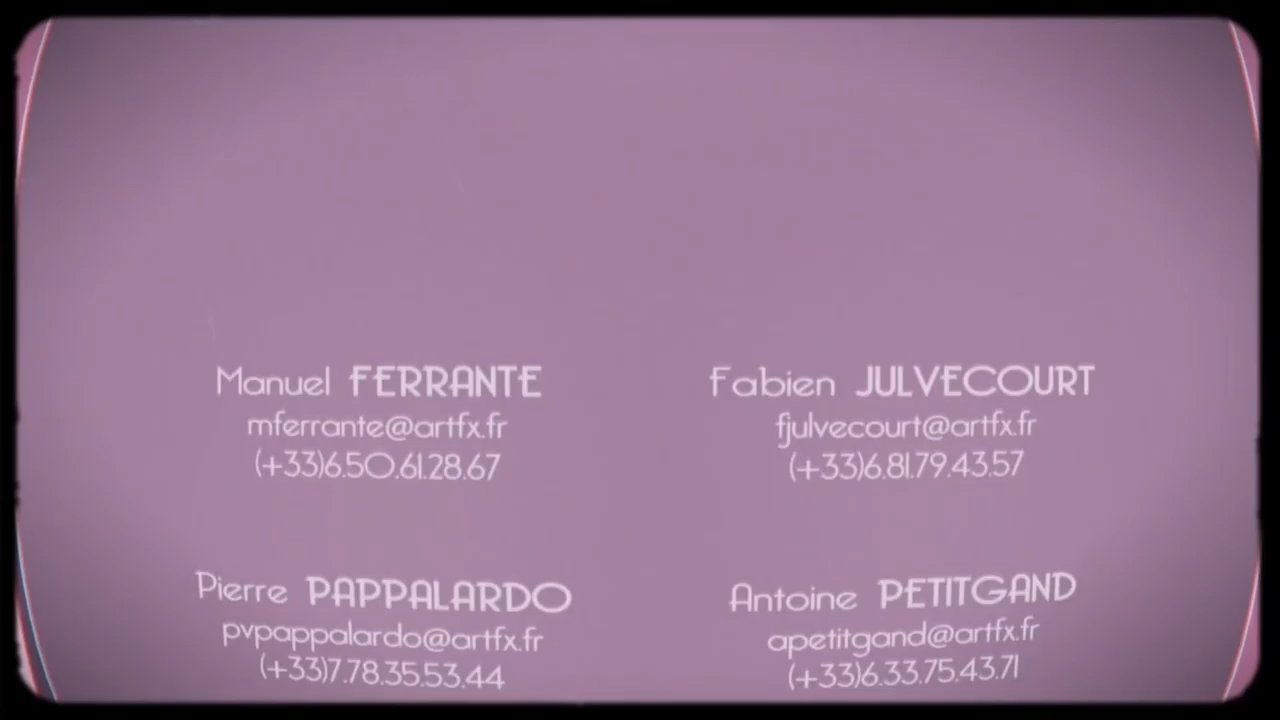 Manuel FERRANTE
mferrante@artfx.fr
(+33)6.50.61.28.67
Fabien JULVECOURT
fjulvecourt@artfx.fr
(+33)6.81.79.43.57
Pierre PAPPALARDO
pvpappalardo@artfx.fr
(+33)7.78.35.53.44
Antoine PETITGAND
apetitgand@artfx.fr
(+33)6.33.75.43.71